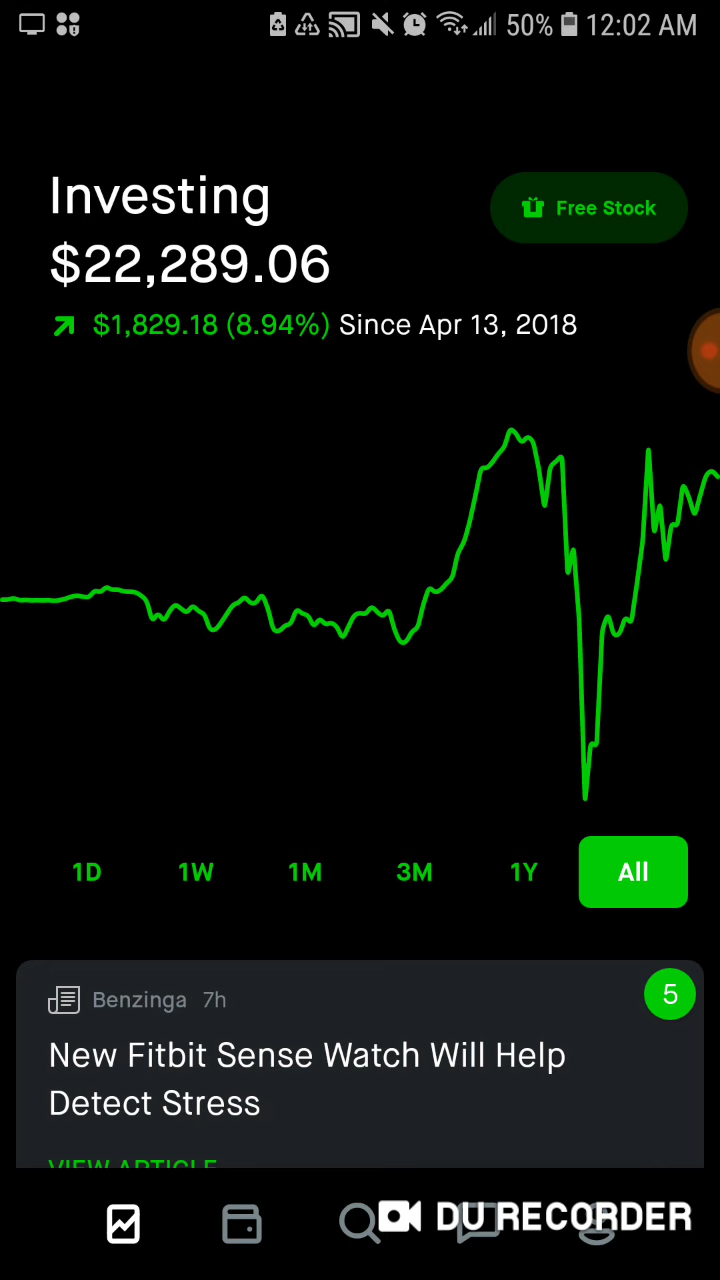 50% 12:02 AM
Investing
$22,289.06
Free Stock
$1,829.18 (8.94%) Since Apr 13, 2018
1D 1W 1M 3M 1Y All
Benzinga 7h
5
New Fitbit Sense Watch Will Help
Detect Stress
VIEW ARTICLE
DU RECORDER